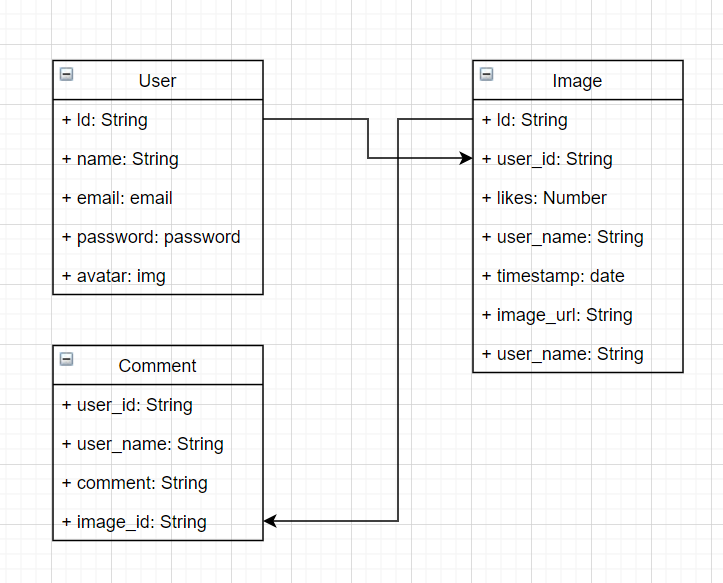 User
+ Id: String
+ name: String
+ email: email
+ password: password
+ avatar: img
Image
+ Id: String
+ user_id: String
+ likes: Number
+ user_name: String
+ timestamp: date
+ image_url: String
+ user_name: String
Comment
+ user_id: String
+ user_name: String
+ comment: String
+ image_id: String